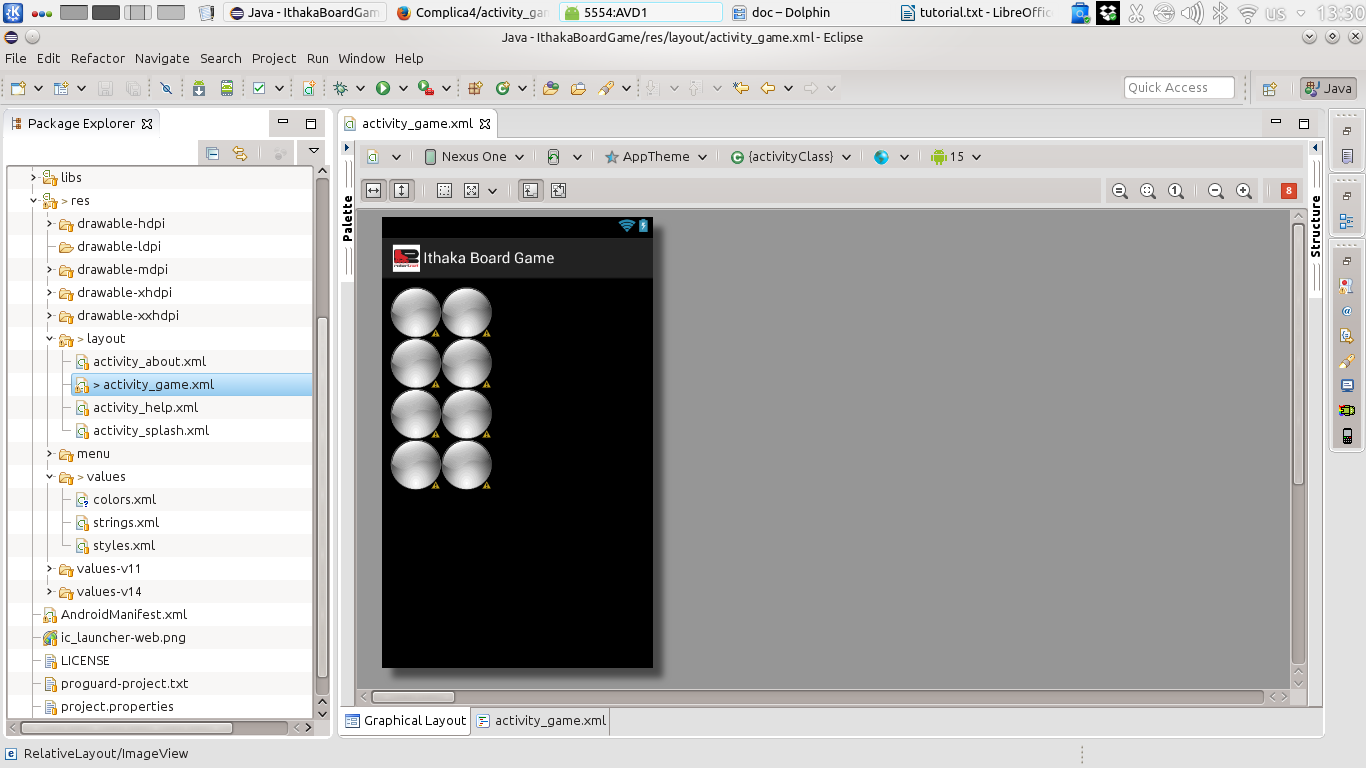 Java - IthakaBoardGam
Complica4/activity_ga
5554:AVD1
doc – Dolphin
tutorial.txt - LibreOffic
us
13:30
Java - IthakaBoardGame/res/layout/activity_game.xml - Eclipse
File Edit Refactor Navigate Search Project Run Window Help
Quick Access
Java
Package Explorer
activity_game.xml
Nexus One
AppTheme
{activityClass}
15
8
Palette
Structure
libs
> res
drawable-hdpi
drawable-ldpi
drawable-mdpi
drawable-xhdpi
drawable-xxhdpi
> layout
activity_about.xml
> activity_game.xml
activity_help.xml
activity_splash.xml
menu
> values
colors.xml
strings.xml
styles.xml
values-v11
values-v14
AndroidManifest.xml
ic_launcher-web.png
LICENSE
proguard-project.txt
project.properties
Ithaka Board Game
Graphical Layout
activity_game.xml
RelativeLayout/ImageView